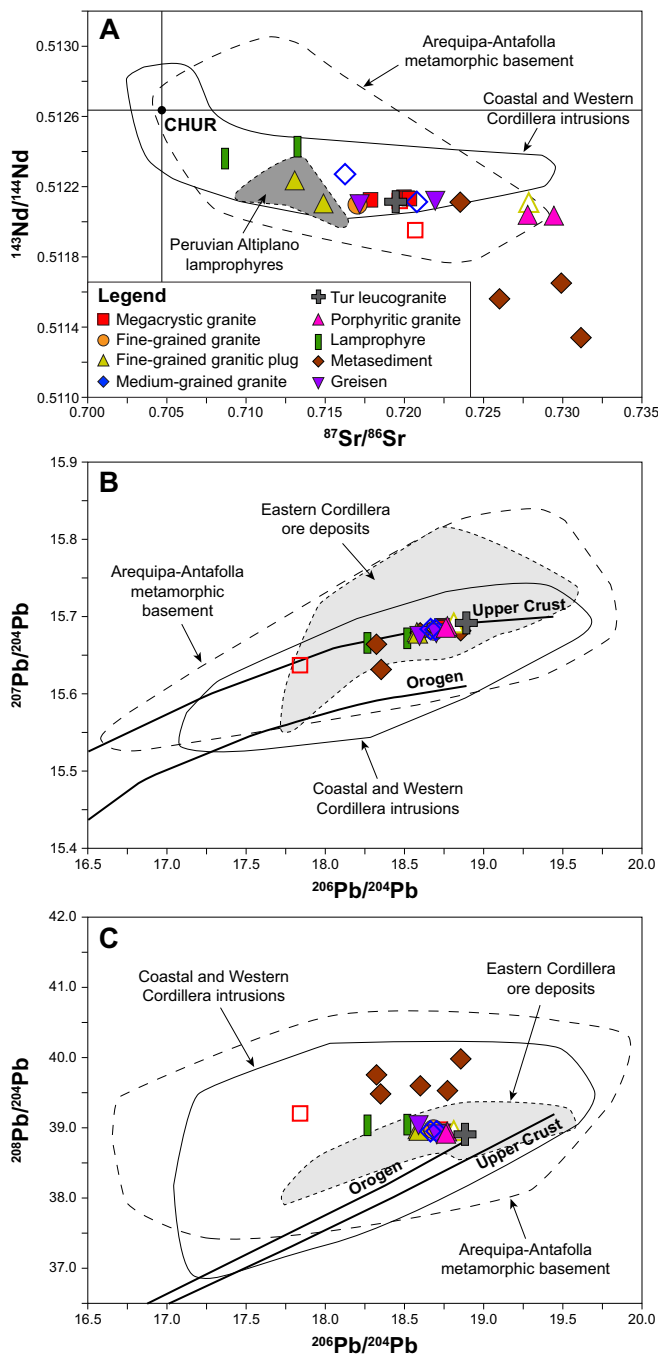 A
0.5130
0.5126
0.5122
0.5118
0.5114
0.5110
143Nd/144Nd
Arequipa-Antafolla
metamorphic basement
Coastal and Western
Cordillera intrusions
CHUR
Peruvian Altiplano
lamprophyres
Legend
Megacrystic granite
Fine-grained granite
Fine-grained granitic plug
Medium-grained granite
Tur leucogranite
Porphyritic granite
Lamprophyre
Metasediment
Greisen
0.700 0.705 0.710 0.715 0.720 0.725 0.730 0.735
87Sr/86Sr
B
15.9
15.8
15.7
15.6
15.5
15.4
207Pb/204Pb
Eastern Cordillera
ore deposits
Arequipa-Antafolla
metamorphic
basement
Upper Crust
Orogen
Coastal and Western
Cordillera intrusions
16.5 17.0 17.5 18.0 18.5 19.0 19.5 20.0
206Pb/204Pb
C
42.0
41.0
40.0
39.0
38.0
37.0
208Pb/204Pb
Coastal and Western
Cordillera intrusions
Eastern Cordillera
ore deposits
Orogen
Upper Crust
Arequipa-Antafolla
metamorphic basement
16.5 17.0 17.5 18.0 18.5 19.0 19.5 20.0
206Pb/204Pb